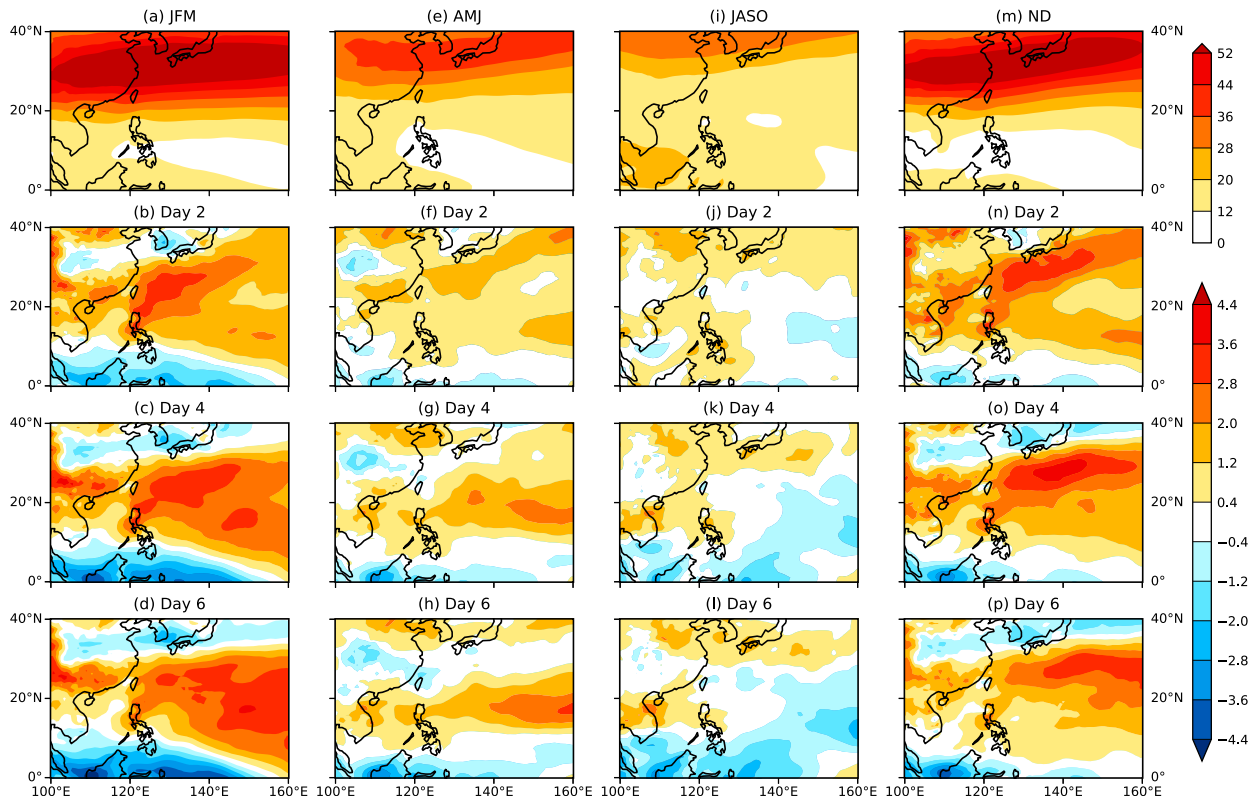 (a) JFM (e) AMJ (i) JASO (m) ND
40°N 40°N 52
44
36
20°N 20°N 28
20
12
0° 0° 0
(b) Day 2 (f) Day 2 (j) Day 2 (n) Day 2
40°N 40°N
20°N 20°N 4.4
3.6
2.8
0° 0°
(c) Day 4 (g) Day 4 (k) Day 4 (o) Day 4
40°N 40°N 2.0
1.2
20°N 20°N 0.4
−0.4
0° 0° −1.2
(d) Day 6 (h) Day 6 (l) Day 6 (p) Day 6
40°N 40°N −2.0
−2.8
20°N 20°N −3.6
−4.4
0° 0°
100°E 120°E 140°E 160°E 100°E 120°E 140°E 160°E 100°E 120°E 140°E 160°E 100°E 120°E 140°E 160°E